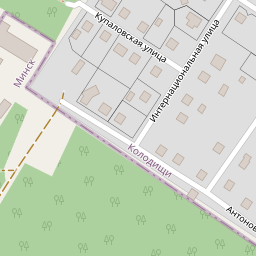 Купаловская улица
Интернациональная улица
Минск
Колодищи
Антонов